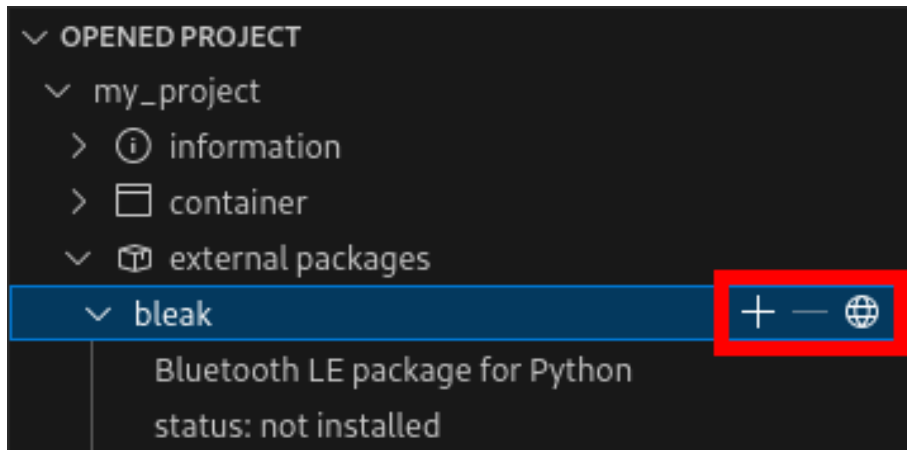 OPENED PROJECT
my_project
information
container
external packages
bleak
Bluetooth LE package for Python
status: not installed